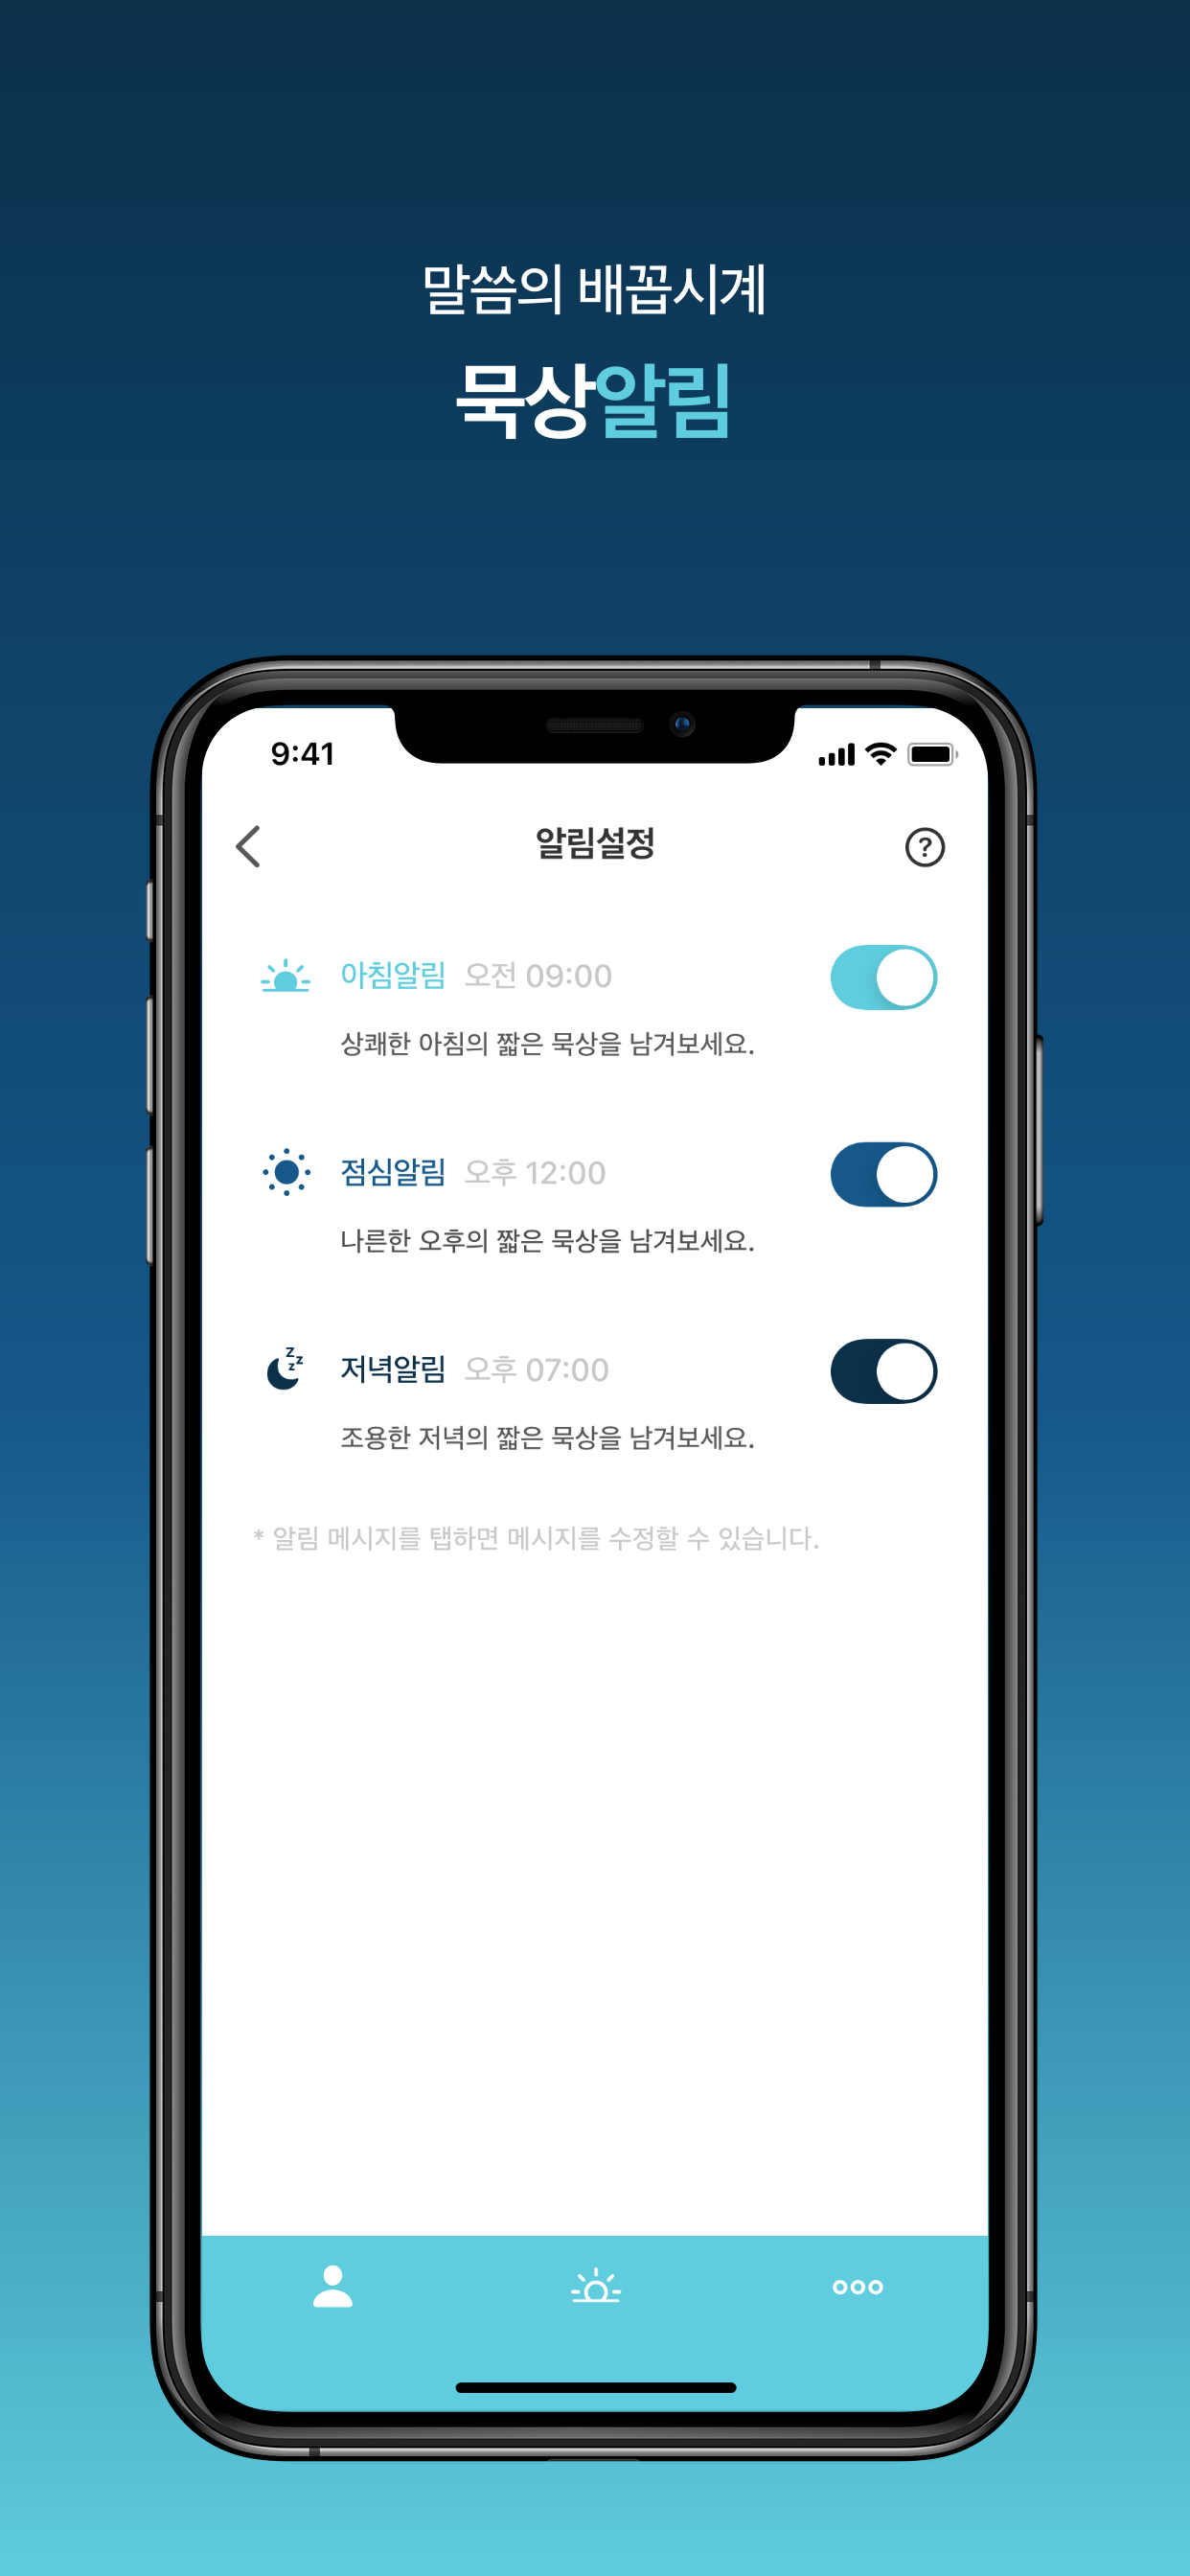 말씀의 배꼽시계
묵상알림
9:41
알림설정
?
아침알림 오전 09:00
상쾌한 아침의 짧은 묵상을 남겨보세요.
점심알림 오후 12:00
나른한 오후의 짧은 묵상을 남겨보세요.
z z z
저녁알림 오후 07:00
조용한 저녁의 짧은 묵상을 남겨보세요.
* 알림 메시지를 탭하면 메시지를 수정할 수 있습니다.